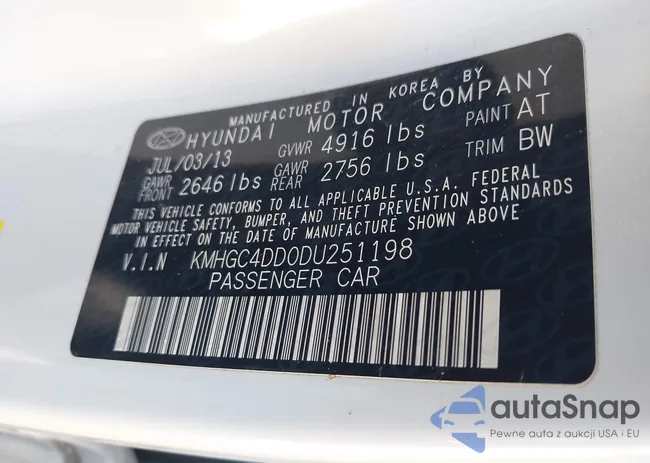 MANUFACTURED IN KOREA BY
HYUNDAI MOTOR COMPANY
JUL/03/13 GVWR 4916 lbs PAINT AT
GAWR FRONT 2646 lbs GAWR REAR 2756 lbs TRIM BW
THIS VEHICLE CONFORMS TO ALL APPLICABLE U.S.A. FEDERAL
MOTOR VEHICLE SAFETY, BUMPER, AND THEFT PREVENTION STANDARDS
IN EFFECT ON THE DATE OF MANUFACTURE SHOWN ABOVE
V.I.N KMHGC4DD0DU251198
PASSENGER CAR
autaSnap
Pewne auta z aukcji USA i EU